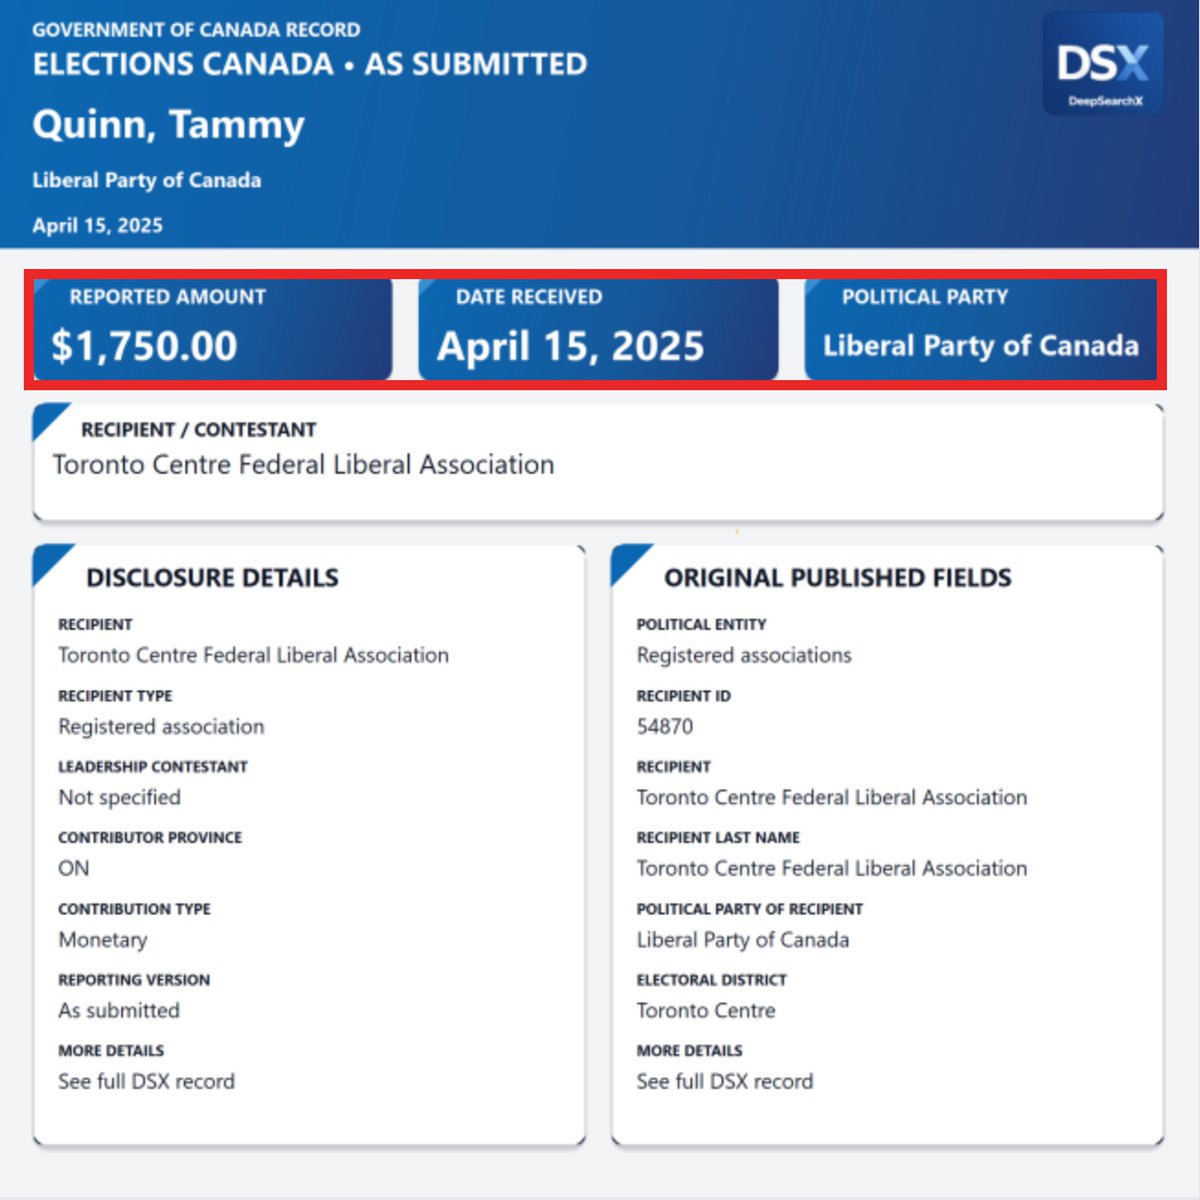 GOVERNMENT OF CANADA RECORD
ELECTIONS CANADA • AS SUBMITTED
Quinn, Tammy
Liberal Party of Canada
April 15, 2025
DSX
DeepSearchX
REPORTED AMOUNT
$1,750.00
DATE RECEIVED
April 15, 2025
POLITICAL PARTY
Liberal Party of Canada
RECIPIENT / CONTESTANT
Toronto Centre Federal Liberal Association
DISCLOSURE DETAILS
RECIPIENT
Toronto Centre Federal Liberal Association
RECIPIENT TYPE
Registered association
LEADERSHIP CONTESTANT
Not specified
CONTRIBUTOR PROVINCE
ON
CONTRIBUTION TYPE
Monetary
REPORTING VERSION
As submitted
MORE DETAILS
See full DSX record
ORIGINAL PUBLISHED FIELDS
POLITICAL ENTITY
Registered associations
RECIPIENT ID
54870
RECIPIENT
Toronto Centre Federal Liberal Association
RECIPIENT LAST NAME
Toronto Centre Federal Liberal Association
POLITICAL PARTY OF RECIPIENT
Liberal Party of Canada
ELECTORAL DISTRICT
Toronto Centre
MORE DETAILS
See full DSX record